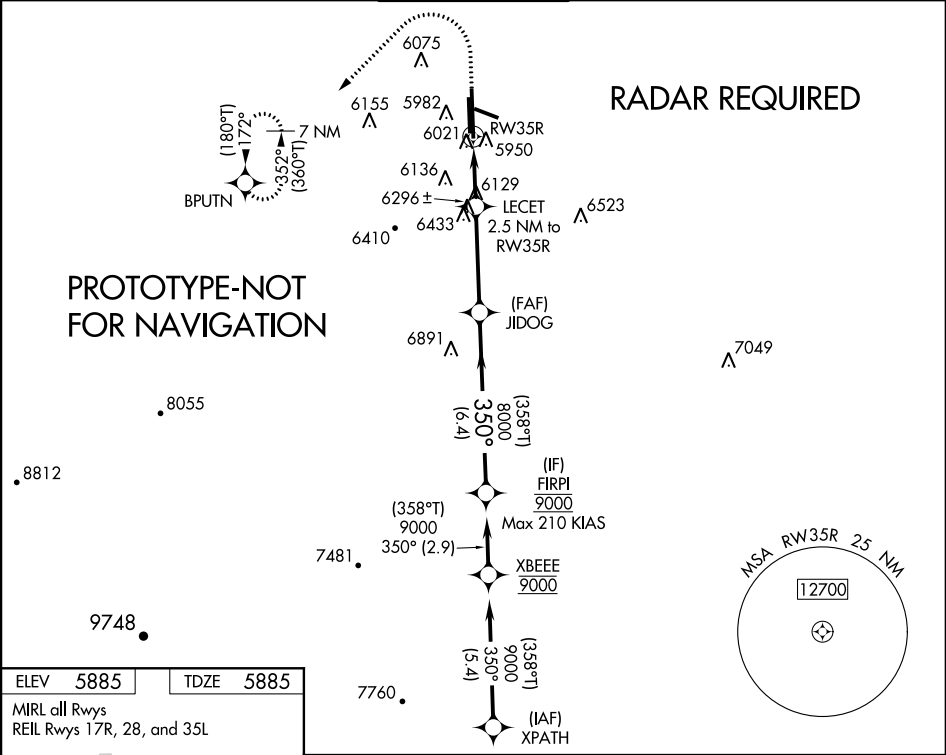 6075
RADAR REQUIRED
6155
5982
(180°T)
172°
7 NM
352°
(360°T)
6021
RW35R
5950
BPUTN
6136
6129
6296 ±
LECET
2.5 NM to
RW35R
6433
6523
6410
PROTOTYPE-NOT
FOR NAVIGATION
(FAF)
JIDOG
6891
7049
8055
(358°T)
8000
350°
(6.4)
8812
(IF)
FIRPI
9000
Max 210 KIAS
(358°T)
9000
350° (2.9)
7481
XBEEE
9000
MSA RW35R 25 NM
12700
9748
(358°T)
9000
350°
(5.4)
7760
(IAF)
XPATH
ELEV 5885
TDZE 5885
MIRL all Rwys
REIL Rwys 17R, 28, and 35L